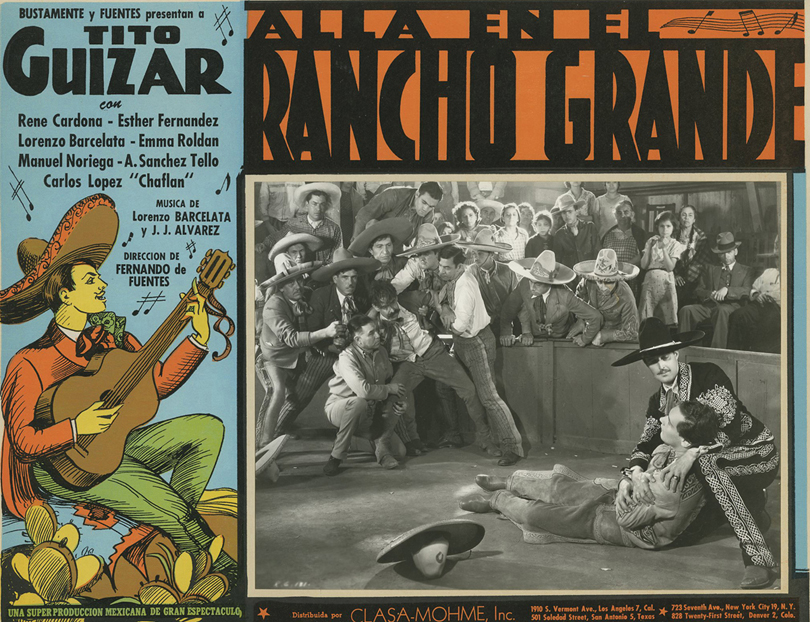 BUSTAMENTE y FUENTES presentan a
TITO
GUIZAR
con
Rene Cardona - Esther Fernandez
Lorenzo Barcelata - Emma Roldan
Manuel Noriega - A. Sanchez Tello
Carlos Lopez "Chaflan"
MUSICA DE
Lorenzo BARCELATA
y J. J. ALVAREZ
DIRECCION DE
FERNANDO de
FUENTES
UNA SUPERPRODUCCION MEXICANA DE GRAN ESPECTACULO
ALLA EN EL
RANCHO GRANDE
Distribuida por CLASA-MOHME, Inc.
1910 S. Vermont Ave., Los Angeles 7, Cal.
501 Soledad Street, San Antonio 5, Texas
723 Seventh Ave., New York City 19, N. Y.
828 Twenty-First Street, Denver 2, Colo.